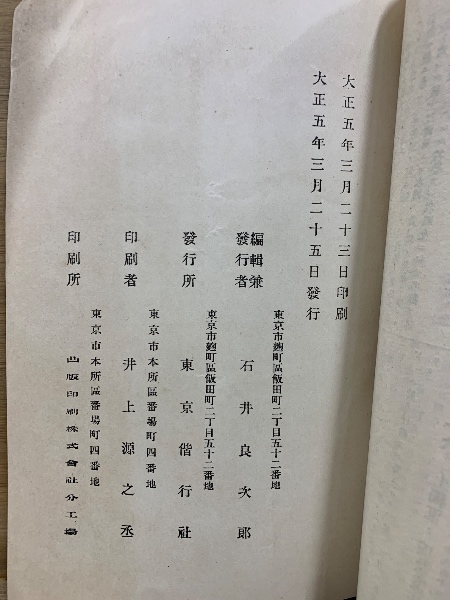 大正五年三月二十三日印刷
大正五年三月二十五日發行
東京市麴町區飯田町二丁目五十二番地
編輯兼發行者 石井良次郎
東京市麴町區飯田町二丁目五十二番地
發行所 東京偕行社
東京市本所區番場町四番地
印刷者 井上源之丞
東京市本所區番場町四番地
印刷所 凸版印刷株式會社分工場